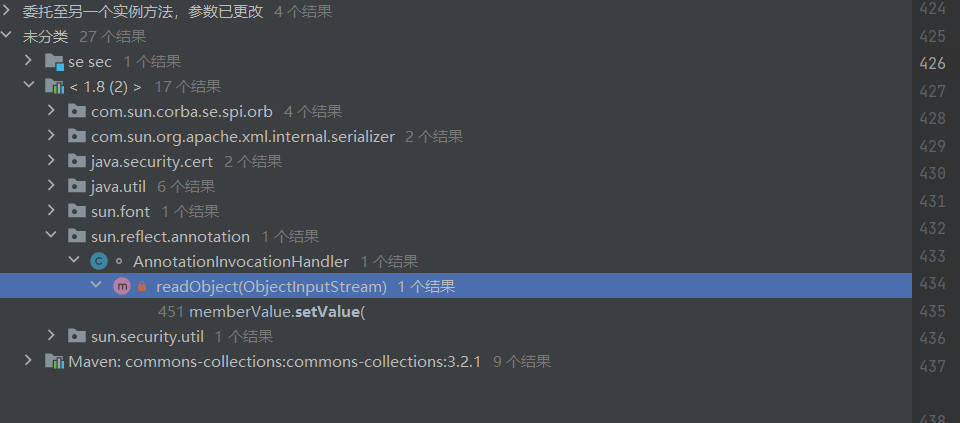 委托至另一个实例方法，参数已更改 4 个结果
未分类 27 个结果
se sec 1 个结果
< 1.8 (2) > 17 个结果
com.sun.corba.se.spi.orb 4 个结果
com.sun.org.apache.xml.internal.serializer 2 个结果
java.security.cert 2 个结果
java.util 6 个结果
sun.font 1 个结果
sun.reflect.annotation 1 个结果
AnnotationInvocationHandler 1 个结果
readObject(ObjectInputStream) 1 个结果
451 memberValue.setValue(
sun.security.util 1 个结果
Maven: commons-collections:commons-collections:3.2.1 9 个结果
424
425
426
427
428
429
430
431
432
433
434
435
436
437
438